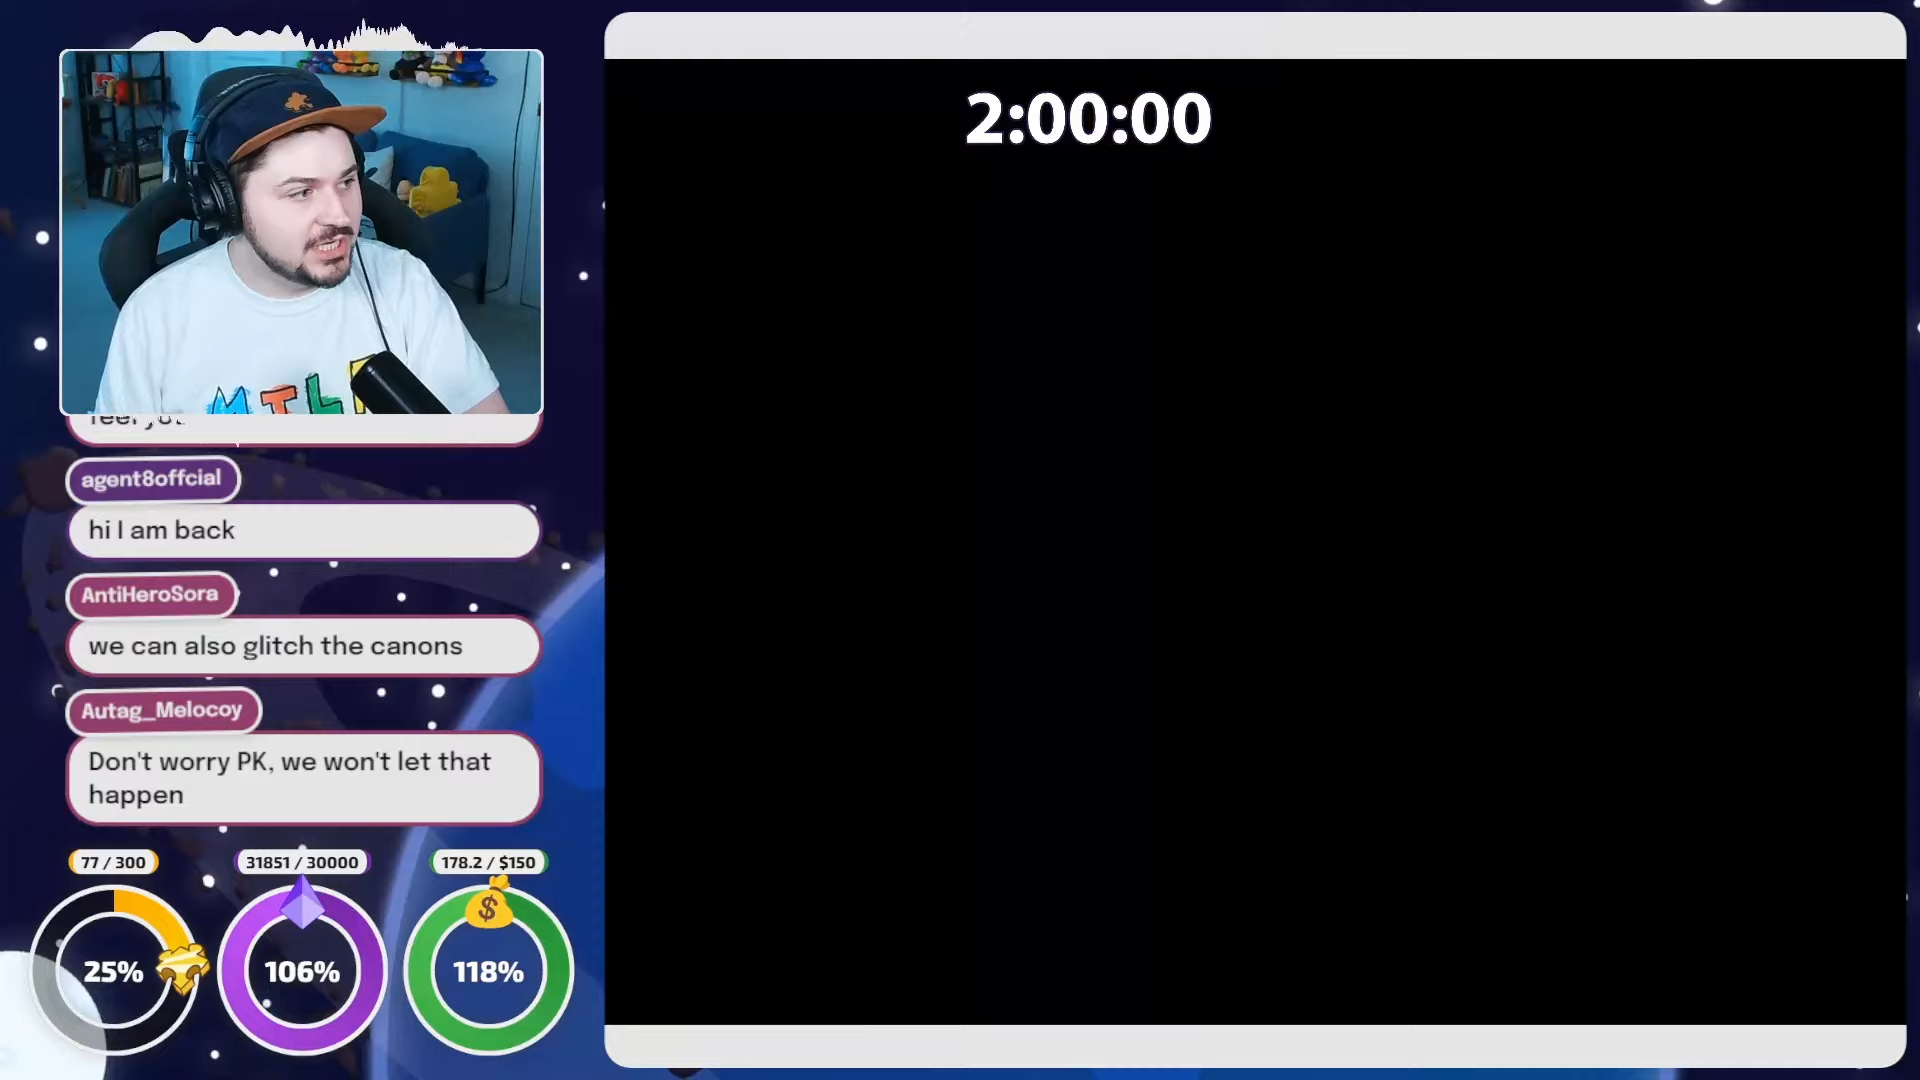 2:00:00
agent8offcial
hi I am back
AntiHeroSora
we can also glitch the canons
Autag_Melocoy
Don't worry PK, we won't let that
happen
77 / 300
31851 / 30000
178.2 / $150
25%
106%
118%